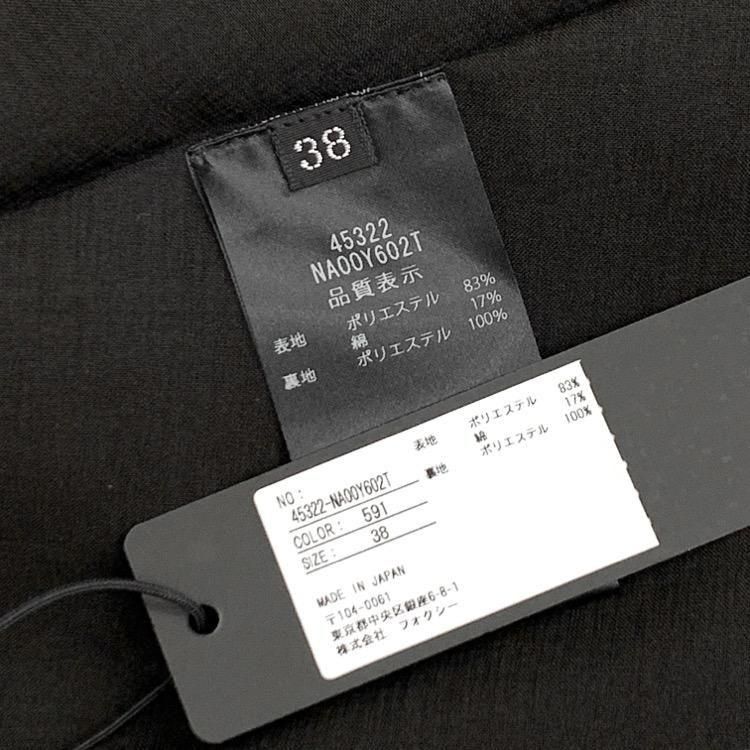 38
45322
NA00Y602T
品質表示
表地 ポリエステル 83%
綿 17%
裏地 ポリエステル 100%
表地 ポリエステル 83%
綿 17%
裏地 ポリエステル 100%
NO:
45322-NA00Y602T
COLOR: 591
SIZE: 38
MADE IN JAPAN
〒104-0061
東京都中央区銀座6-8-1
株式会社 フォクシー